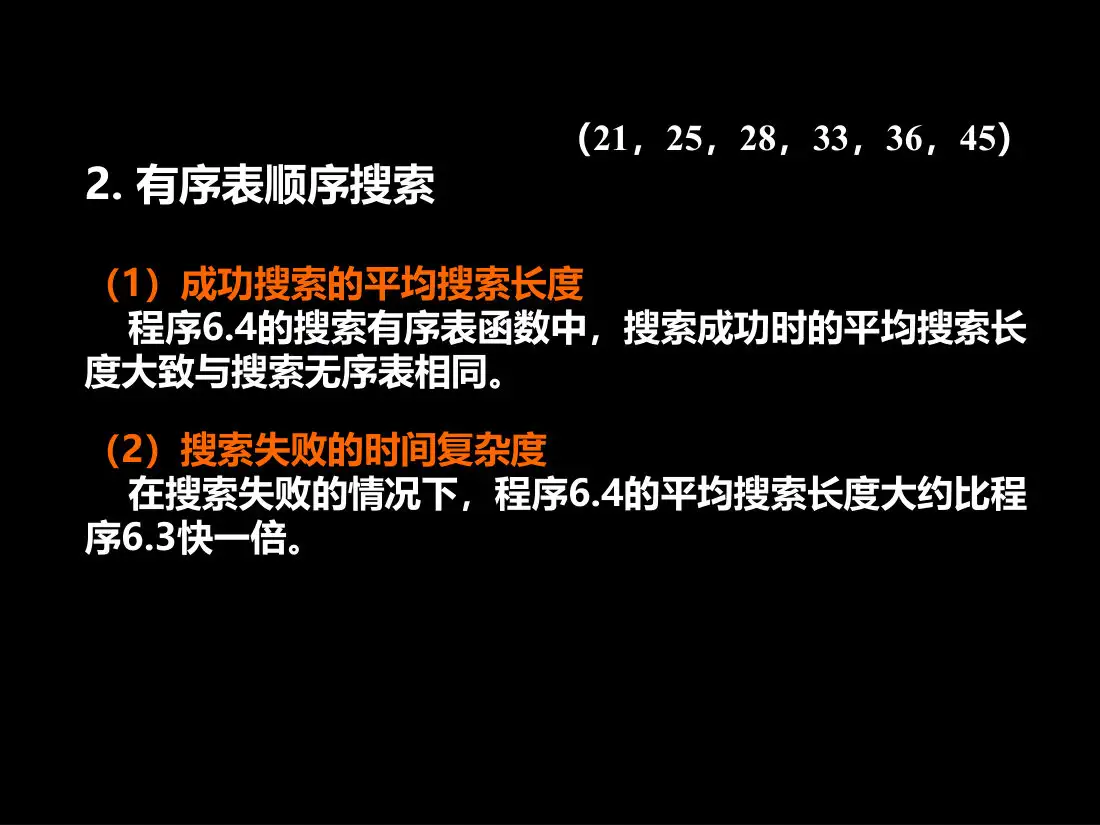 （21，25，28，33，36，45）
2. 有序表顺序搜索
（1）成功搜索的平均搜索长度
程序6.4的搜索有序表函数中，搜索成功时的平均搜索长
度大致与搜索无序表相同。
（2）搜索失败的时间复杂度
在搜索失败的情况下，程序6.4的平均搜索长度大约比程
序6.3快一倍。